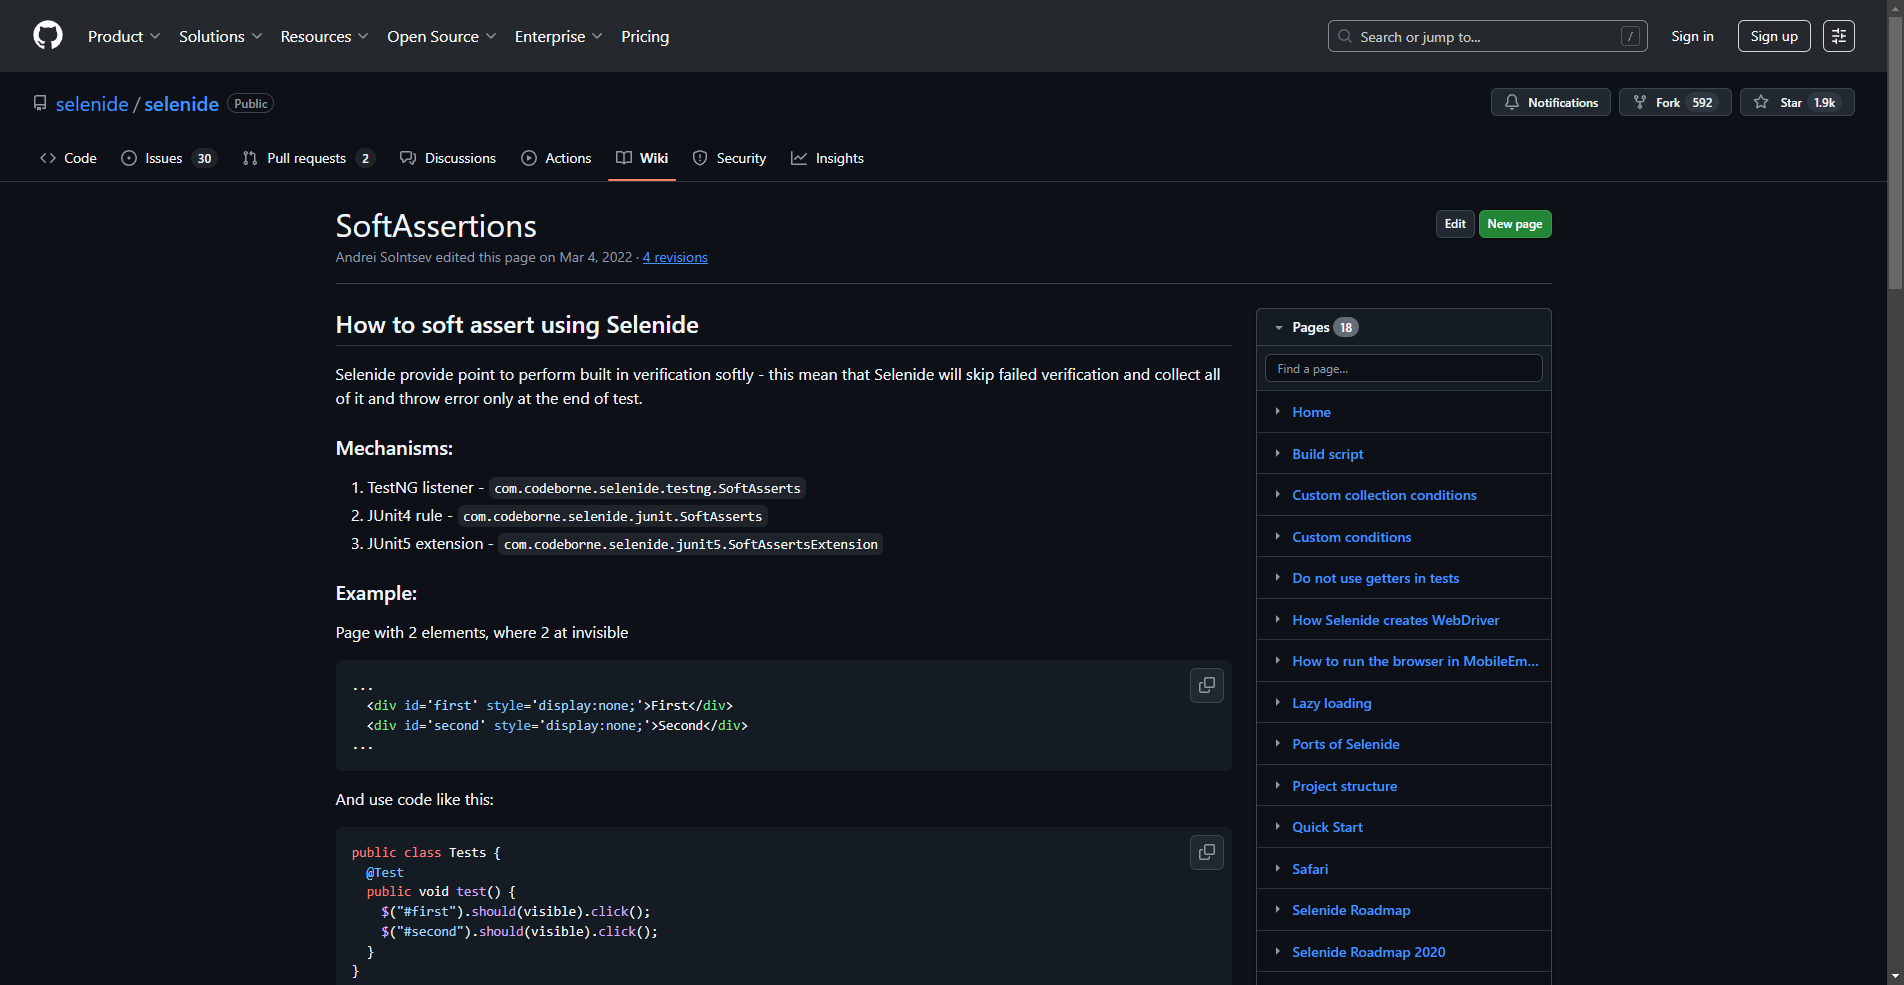 Product Solutions Resources Open Source Enterprise Pricing Search or jump to... / Sign in Sign up
selenide / selenide Public Notifications Fork 592 Star 1.9k
Code Issues 30 Pull requests 2 Discussions Actions Wiki Security Insights
SoftAssertions
Edit New page
Andrei Solntsev edited this page on Mar 4, 2022 · 4 revisions
How to soft assert using Selenide
Selenide provide point to perform built in verification softly - this mean that Selenide will skip failed verification and collect all
of it and throw error only at the end of test.
Mechanisms:
1. TestNG listener - com.codeborne.selenide.testng.SoftAsserts
2. JUnit4 rule - com.codeborne.selenide.junit.SoftAsserts
3. JUnit5 extension - com.codeborne.selenide.junit5.SoftAssertsExtension
Example:
Page with 2 elements, where 2 at invisible
...
<div id='first' style='display:none;'>First</div>
<div id='second' style='display:none;'>Second</div>
...
And use code like this:
public class Tests {
@Test
public void test() {
$("#first").should(visible).click();
$("#second").should(visible).click();
}
}
Pages 18
Find a page...
Home
Build script
Custom collection conditions
Custom conditions
Do not use getters in tests
How Selenide creates WebDriver
How to run the browser in MobileEm...
Lazy loading
Ports of Selenide
Project structure
Quick Start
Safari
Selenide Roadmap
Selenide Roadmap 2020